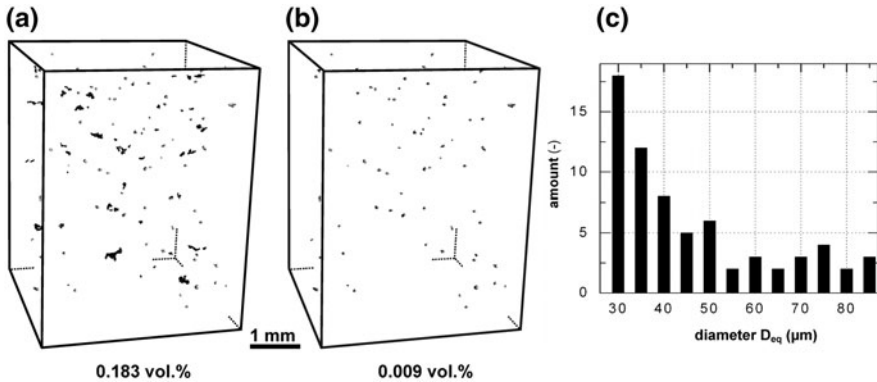 (a)
(b)
(c)
1 mm
0.183 vol.%
0.009 vol.%
amount (-)
15
10
5
0
30 40 50 60 70 80
diameter Deq (μm)